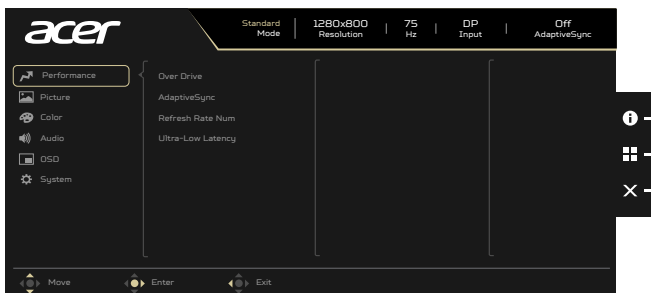 acer
Standard Mode
1280x800 Resolution
75 Hz
DP Input
Off AdaptiveSync
Performance
Picture
Color
Audio
OSD
System
Over Drive
AdaptiveSync
Refresh Rate Num
Ultra-Low Latency
Move
Enter
Exit